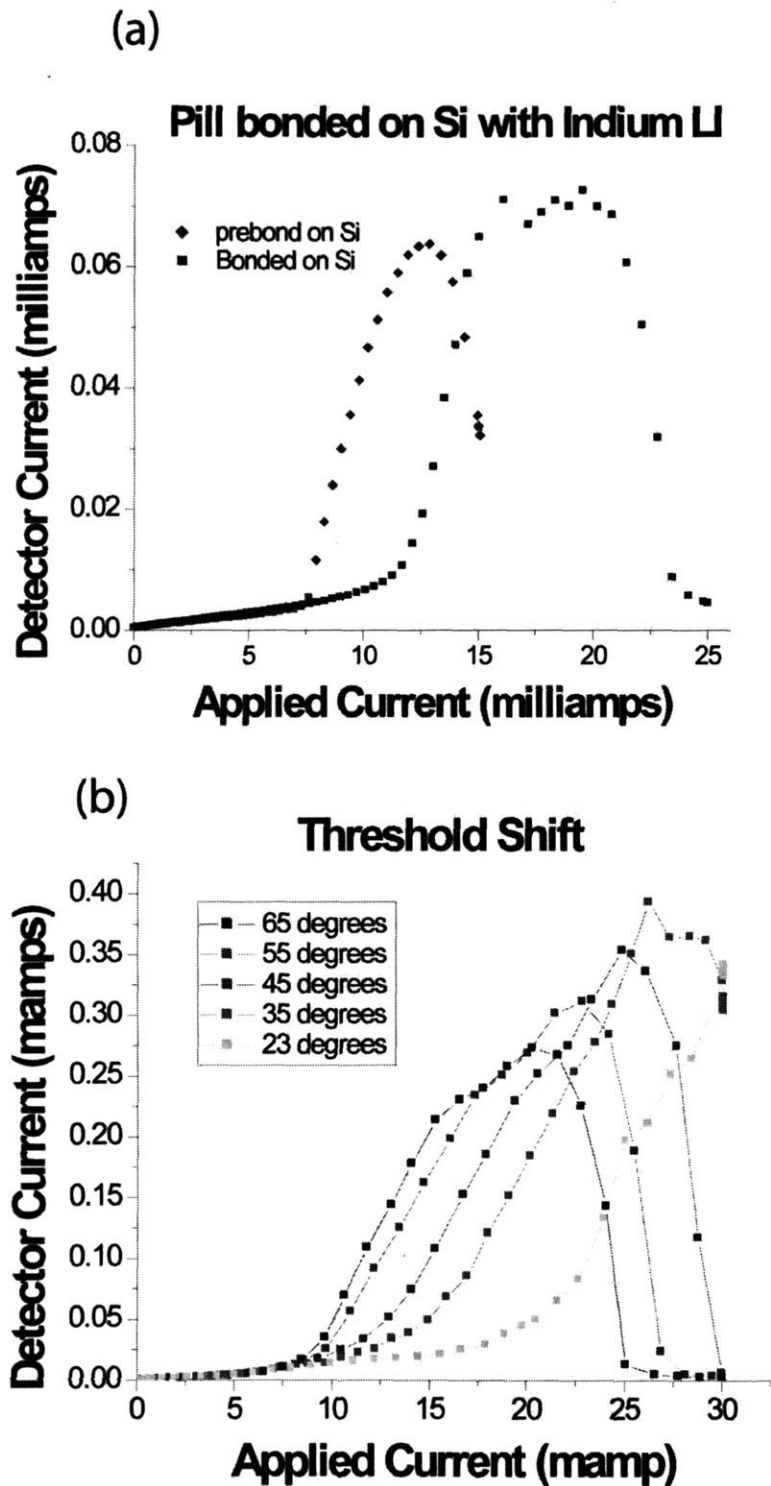 (a)
Pill bonded on Si with Indium LI
0.08
0.06
0.04
0.02
0.00
prebond on Si
Bonded on Si
Detector Current (milliamps)
0 5 10 15 20 25
Applied Current (milliamps)
(b)
Threshold Shift
0.40
0.35
0.30
0.25
0.20
0.15
0.10
0.05
0.00
65 degrees
55 degrees
45 degrees
35 degrees
23 degrees
Detector Current (mamps)
0 5 10 15 20 25 30
Applied Current (mamp)